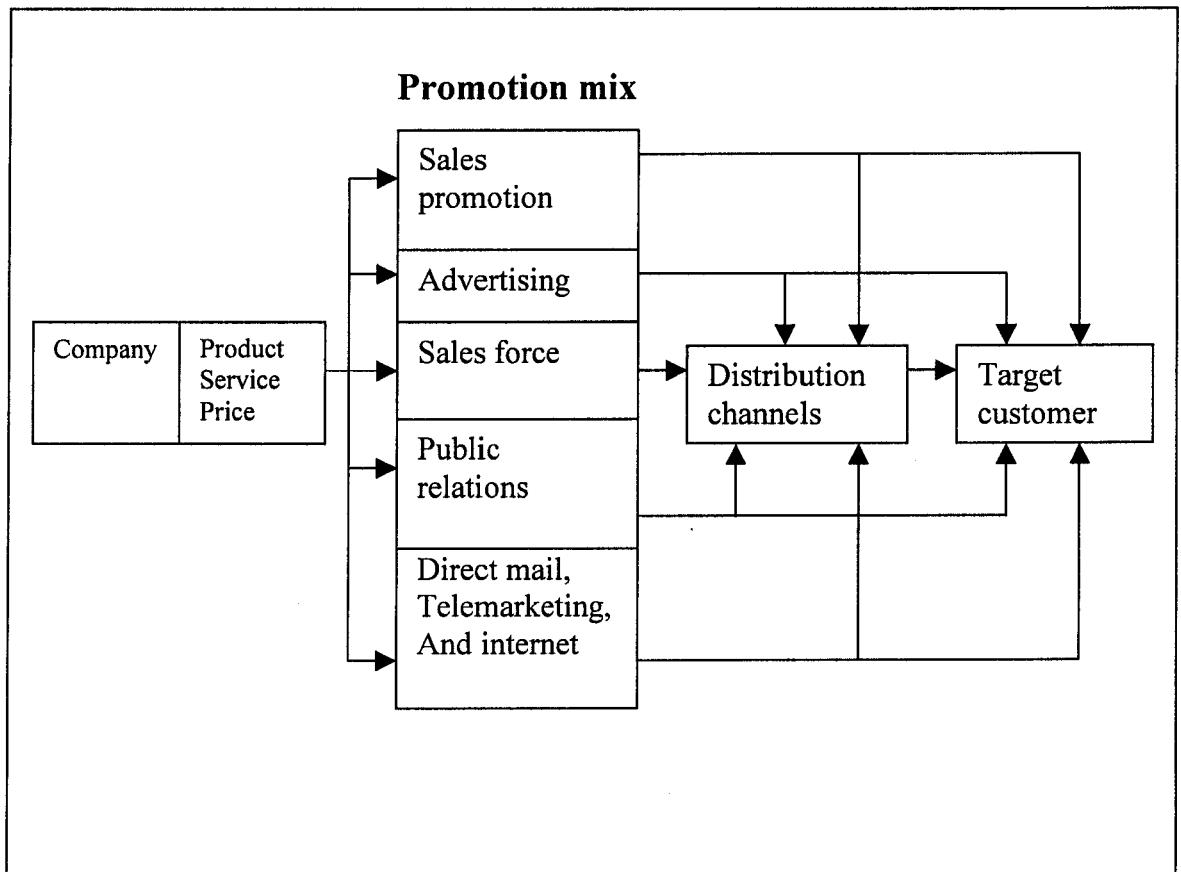 Promotion mix
Sales
promotion
Advertising
Company
Product
Service
Price
Sales force
Distribution
channels
Target
customer
Public
relations
Direct mail,
Telemarketing,
And internet